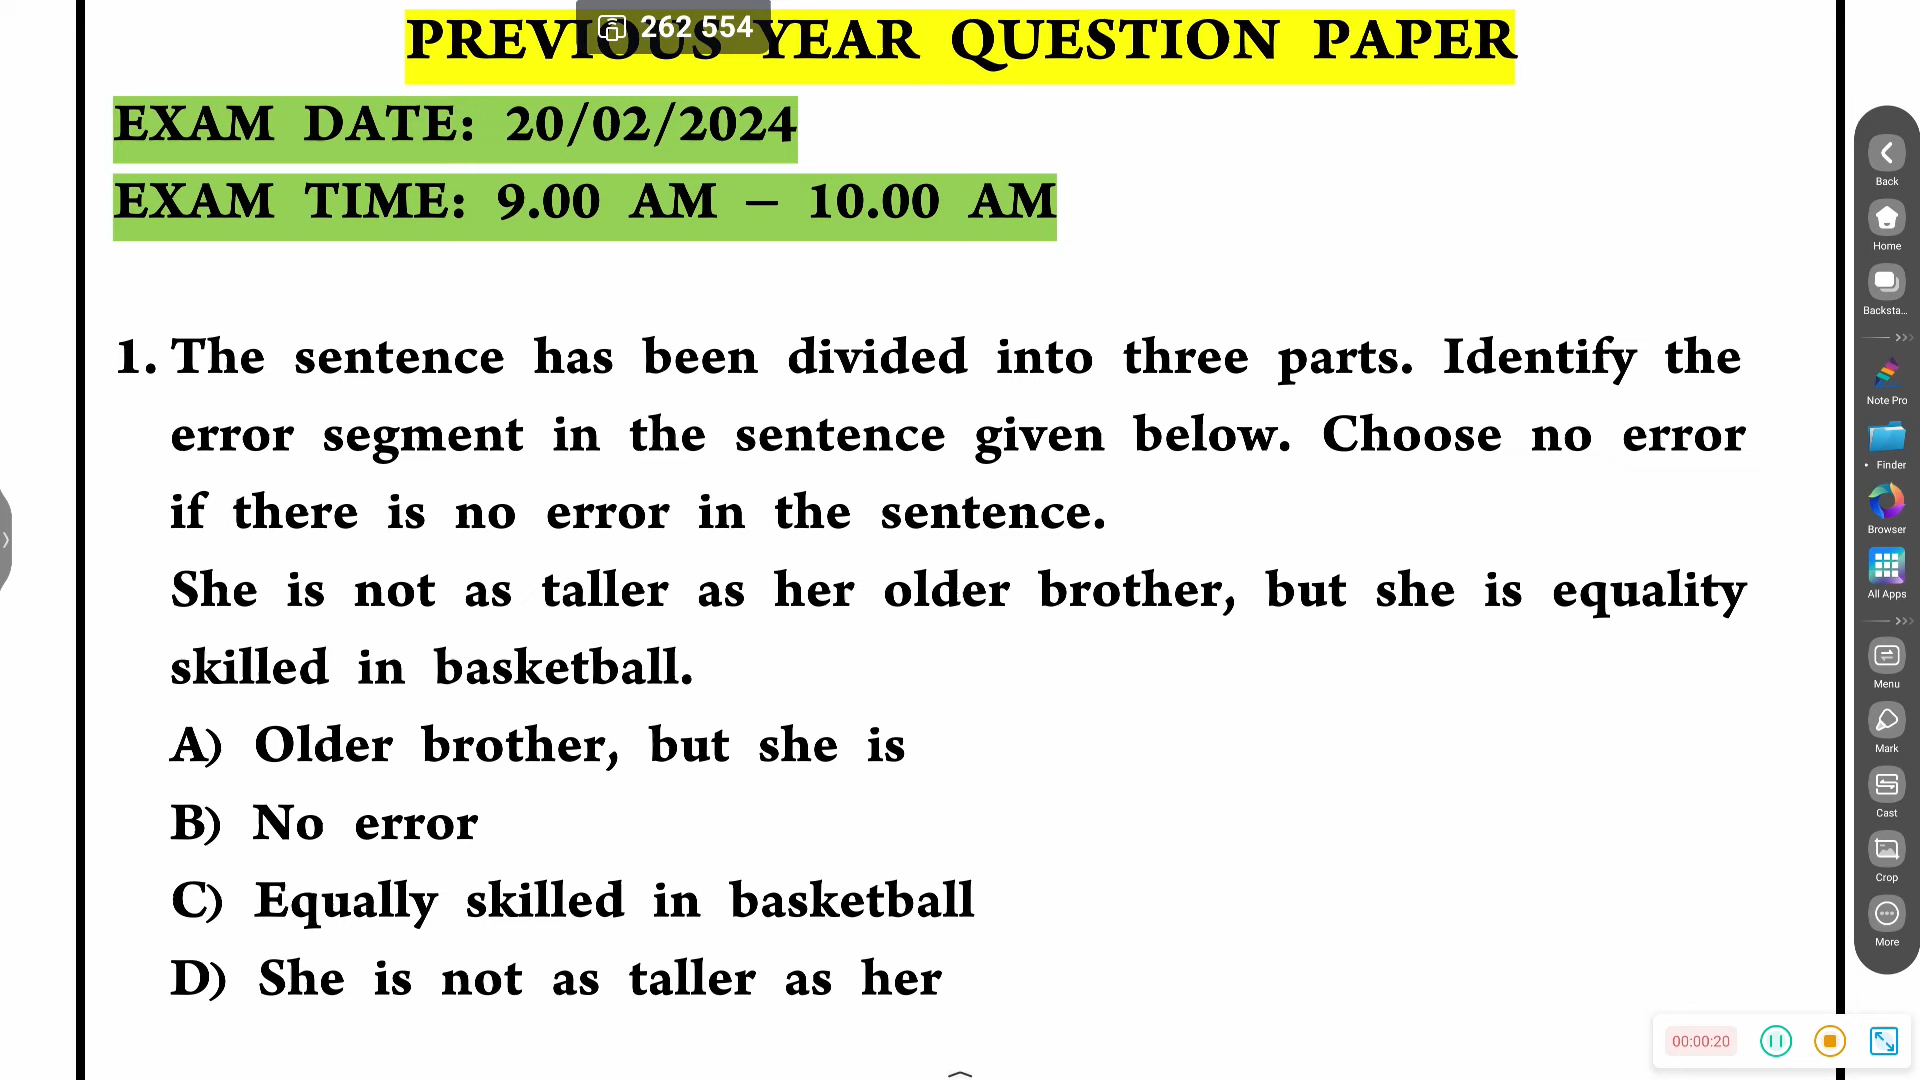 262 554
PREVIOUS YEAR QUESTION PAPER
EXAM DATE: 20/02/2024
EXAM TIME: 9.00 AM – 10.00 AM
1. The sentence has been divided into three parts. Identify the
error segment in the sentence given below. Choose no error
if there is no error in the sentence.
She is not as taller as her older brother, but she is equality
skilled in basketball.
A) Older brother, but she is
B) No error
C) Equally skilled in basketball
D) She is not as taller as her
Back
Home
Backsta...
Note Pro
Finder
Browser
All Apps
Menu
Mark
Cast
Crop
More
00:00:20